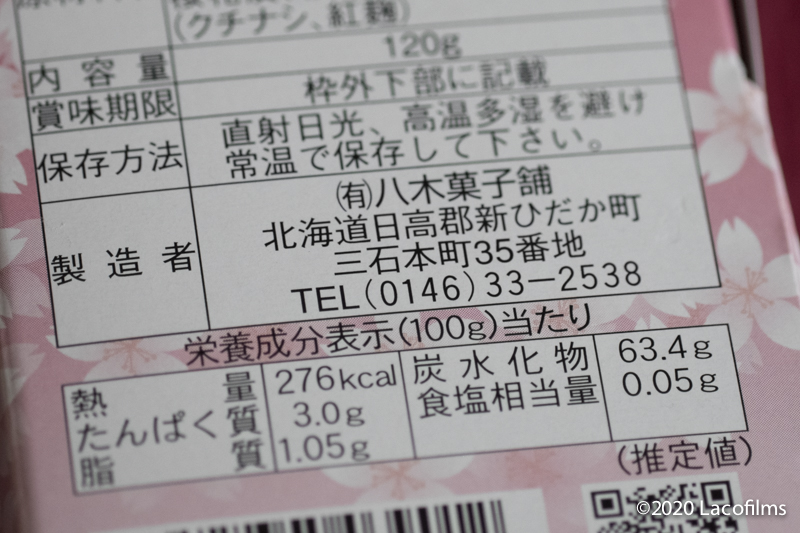 (クチナシ、紅麹)
内容量 120g
賞味期限 枠外下部に記載
保存方法 直射日光、高温多湿を避け
常温で保存して下さい。
製造者 ㈲八木菓子舗
北海道日高郡新ひだか町
三石本町35番地
TEL(0146)33-2538
栄養成分表示(100g)当たり
熱量 276kcal 炭水化物 63.4g
たんぱく質 3.0g 食塩相当量 0.05g
脂質 1.05g
(推定値)
©2020 Lacofilms